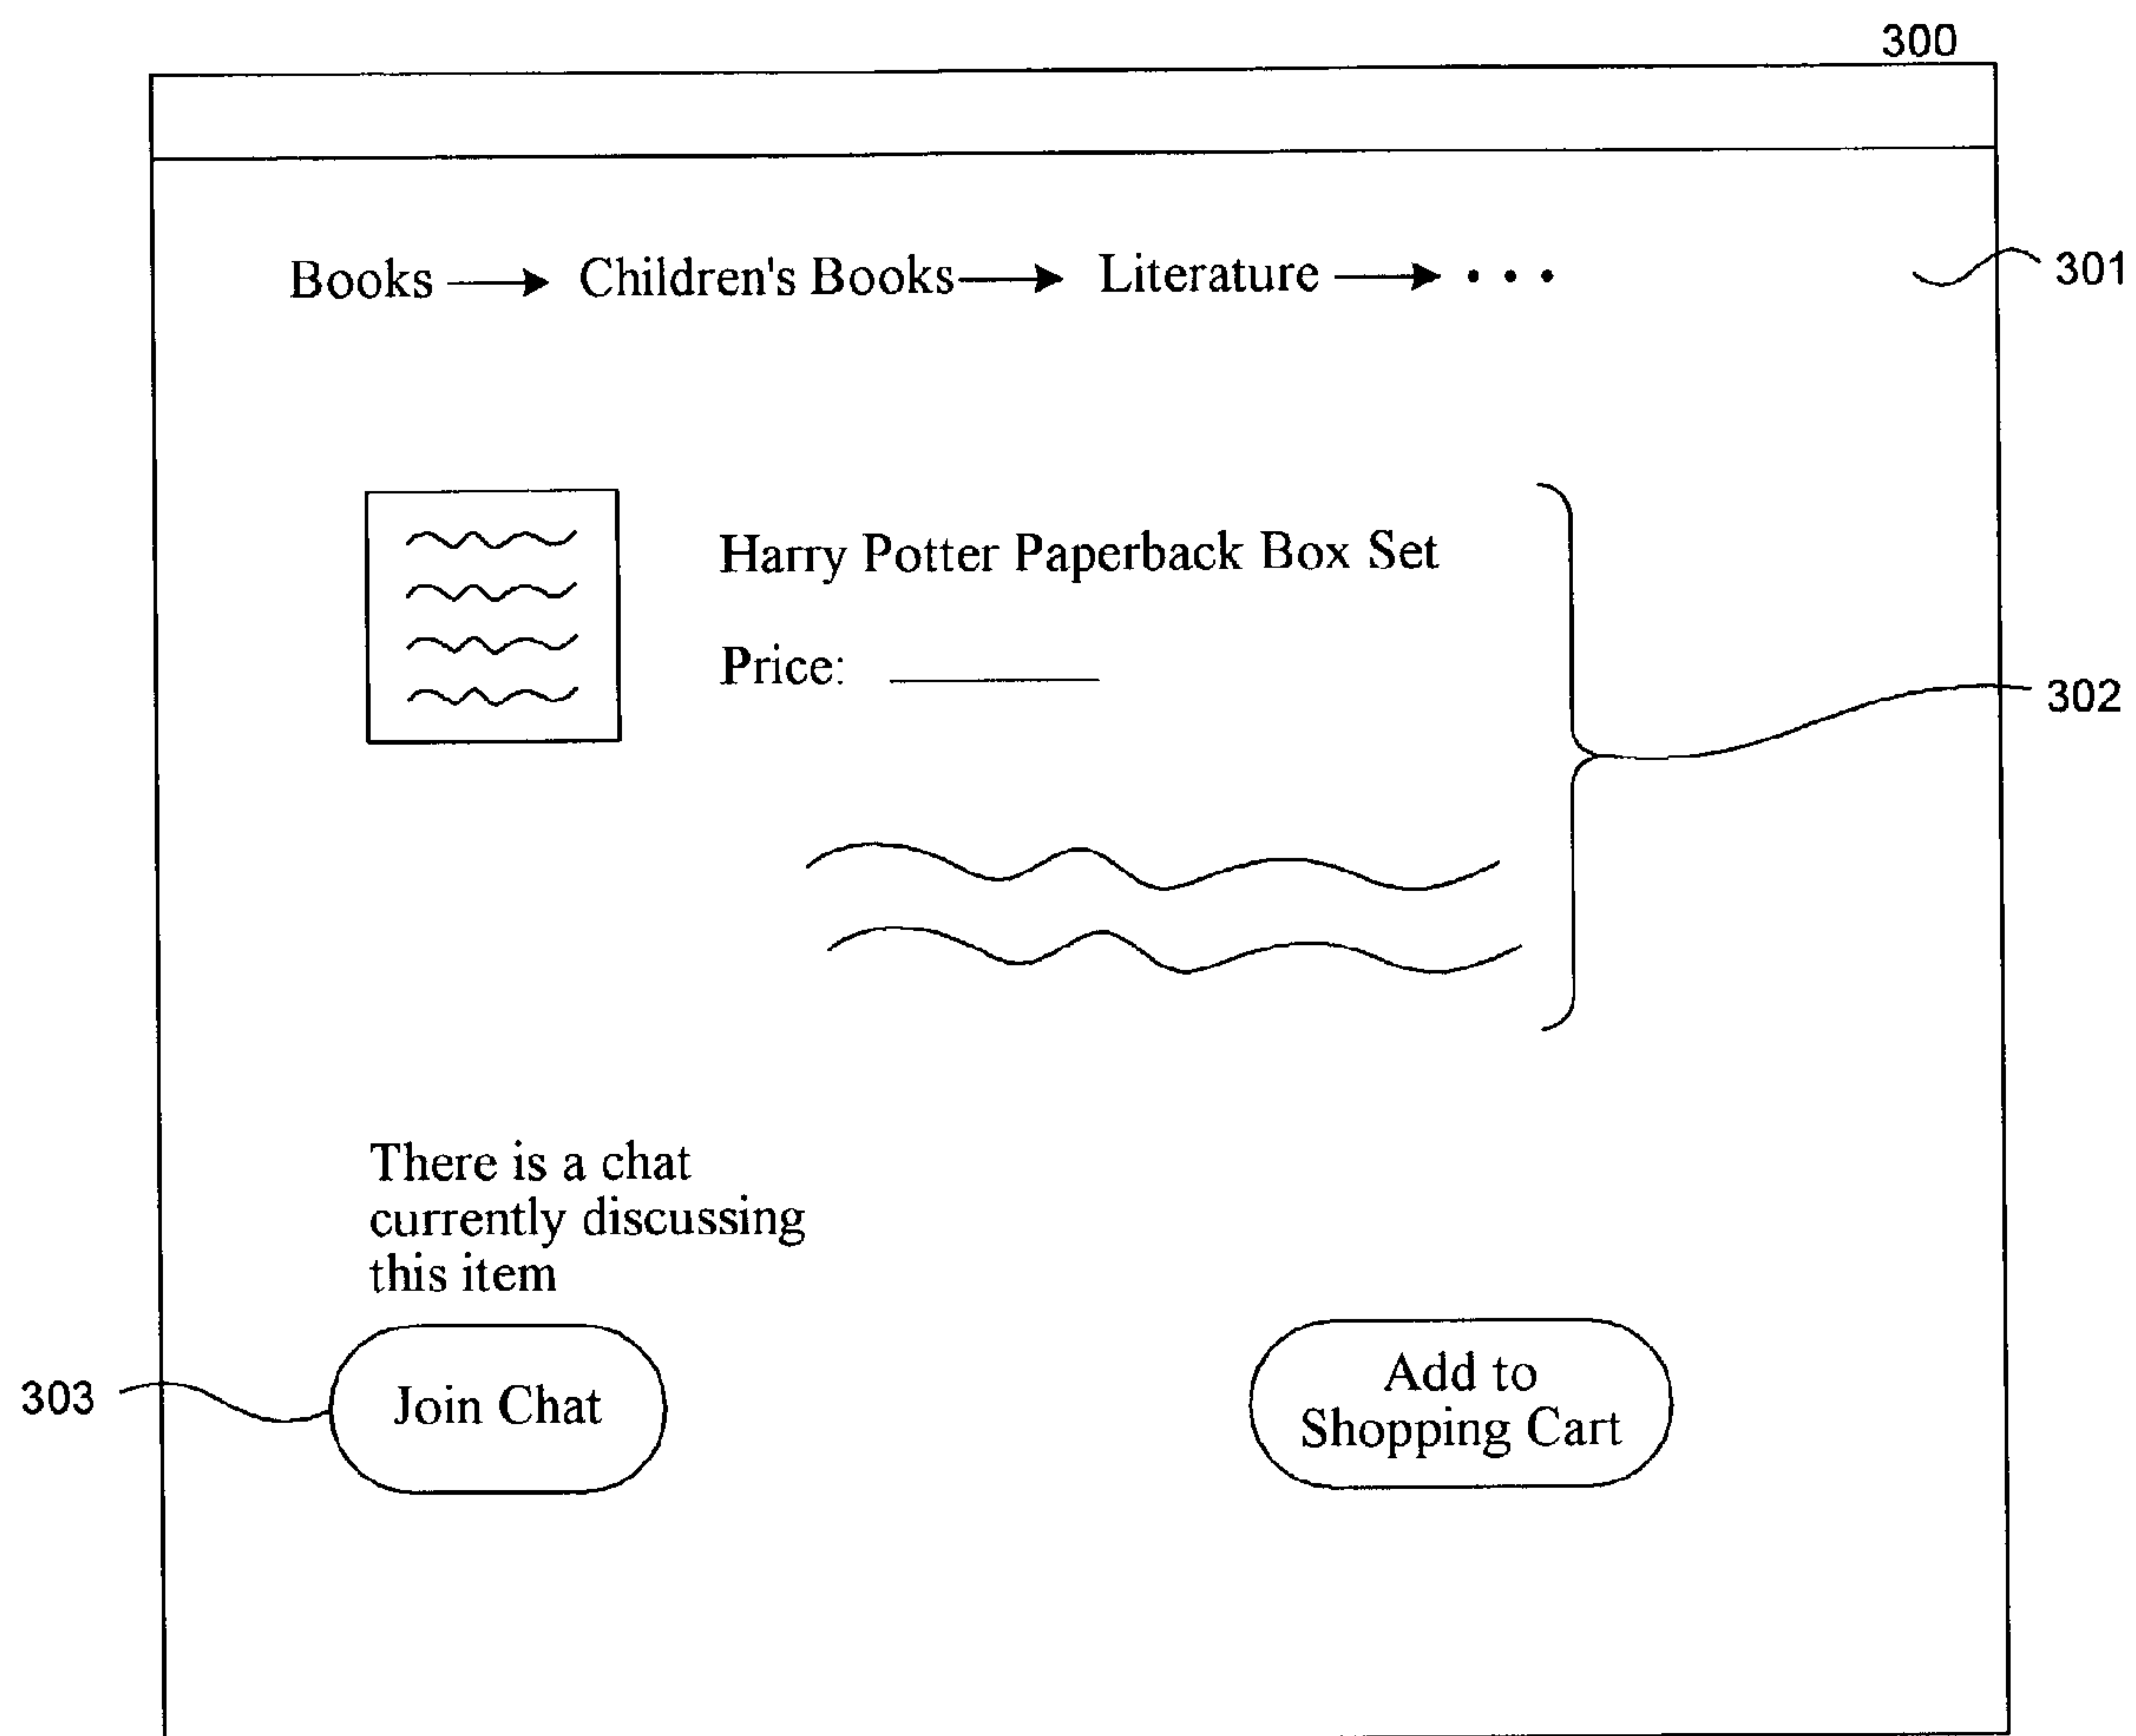 300
Books → Children's Books → Literature → • • •
301
Harry Potter Paperback Box Set
Price:
302
There is a chat
currently discussing
this item
303
Join Chat
Add to
Shopping Cart